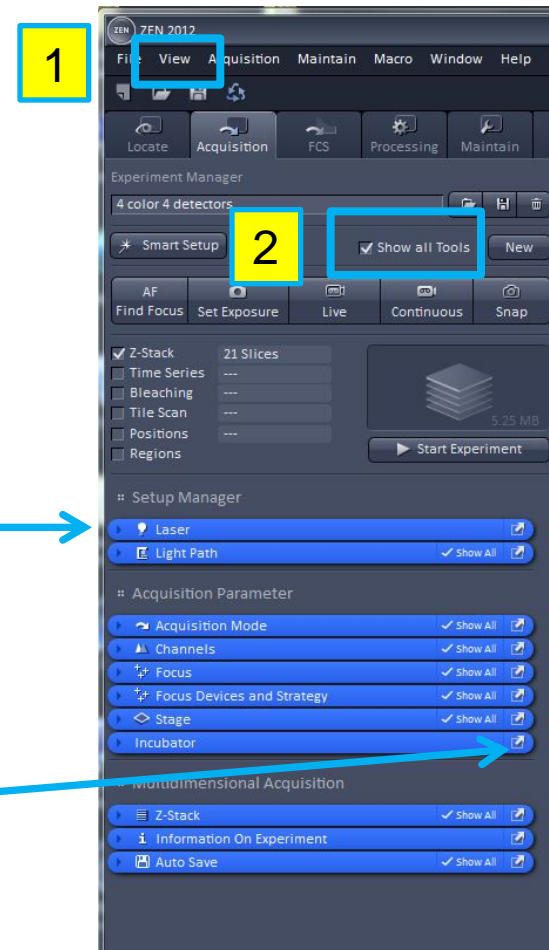 1
ZEN ZEN 2012
File View Acquisition Maintain Macro Window Help
Locate Acquisition FCS Processing Maintain
Experiment Manager
4 color 4 detectors
2
Smart Setup Show all Tools New
AF
Find Focus Set Exposure Live Continuous Snap
Z-Stack 21 Slices
Time Series ---
Bleaching ---
Tile Scan ---
Positions ---
Regions
5.25 MB
Start Experiment
Setup Manager
Laser
Light Path Show All
Acquisition Parameter
Acquisition Mode Show All
Channels Show All
Focus Show All
Focus Devices and Strategy Show All
Stage Show All
Incubator
Multidimensional Acquisition
Z-Stack Show All
Information On Experiment
Auto Save Show All